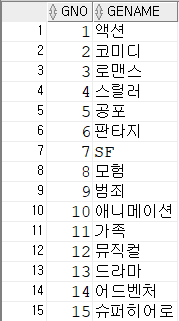 GNO GENAME
1 1 액션
2 2 코미디
3 3 로맨스
4 4 스릴러
5 5 공포
6 6 판타지
7 7 SF
8 8 모험
9 9 범죄
10 10 애니메이션
11 11 가족
12 12 뮤직컬
13 13 드라마
14 14 어드벤처
15 15 슈퍼히어로